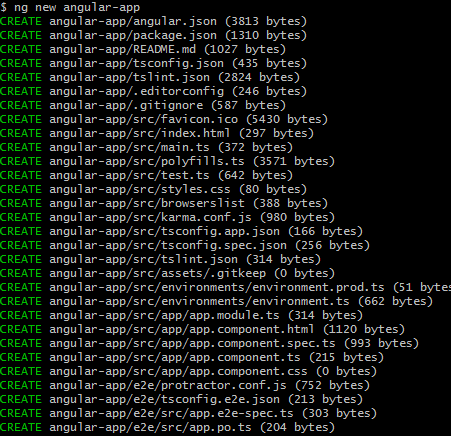 $ ng new angular-app
CREATE angular-app/angular.json (3813 bytes)
CREATE angular-app/package.json (1310 bytes)
CREATE angular-app/README.md (1027 bytes)
CREATE angular-app/tsconfig.json (435 bytes)
CREATE angular-app/tslint.json (2824 bytes)
CREATE angular-app/.editorconfig (246 bytes)
CREATE angular-app/.gitignore (587 bytes)
CREATE angular-app/src/favicon.ico (5430 bytes)
CREATE angular-app/src/index.html (297 bytes)
CREATE angular-app/src/main.ts (372 bytes)
CREATE angular-app/src/polyfills.ts (3571 bytes)
CREATE angular-app/src/test.ts (642 bytes)
CREATE angular-app/src/styles.css (80 bytes)
CREATE angular-app/src/browserslist (388 bytes)
CREATE angular-app/src/karma.conf.js (980 bytes)
CREATE angular-app/src/tsconfig.app.json (166 bytes)
CREATE angular-app/src/tsconfig.spec.json (256 bytes)
CREATE angular-app/src/tslint.json (314 bytes)
CREATE angular-app/src/assets/.gitkeep (0 bytes)
CREATE angular-app/src/environments/environment.prod.ts (51 bytes
CREATE angular-app/src/environments/environment.ts (662 bytes)
CREATE angular-app/src/app/app.module.ts (314 bytes)
CREATE angular-app/src/app/app.component.html (1120 bytes)
CREATE angular-app/src/app/app.component.spec.ts (993 bytes)
CREATE angular-app/src/app/app.component.ts (215 bytes)
CREATE angular-app/src/app/app.component.css (0 bytes)
CREATE angular-app/e2e/protractor.conf.js (752 bytes)
CREATE angular-app/e2e/tsconfig.e2e.json (213 bytes)
CREATE angular-app/e2e/src/app.e2e-spec.ts (303 bytes)
CREATE angular-app/e2e/src/app.po.ts (204 bytes)